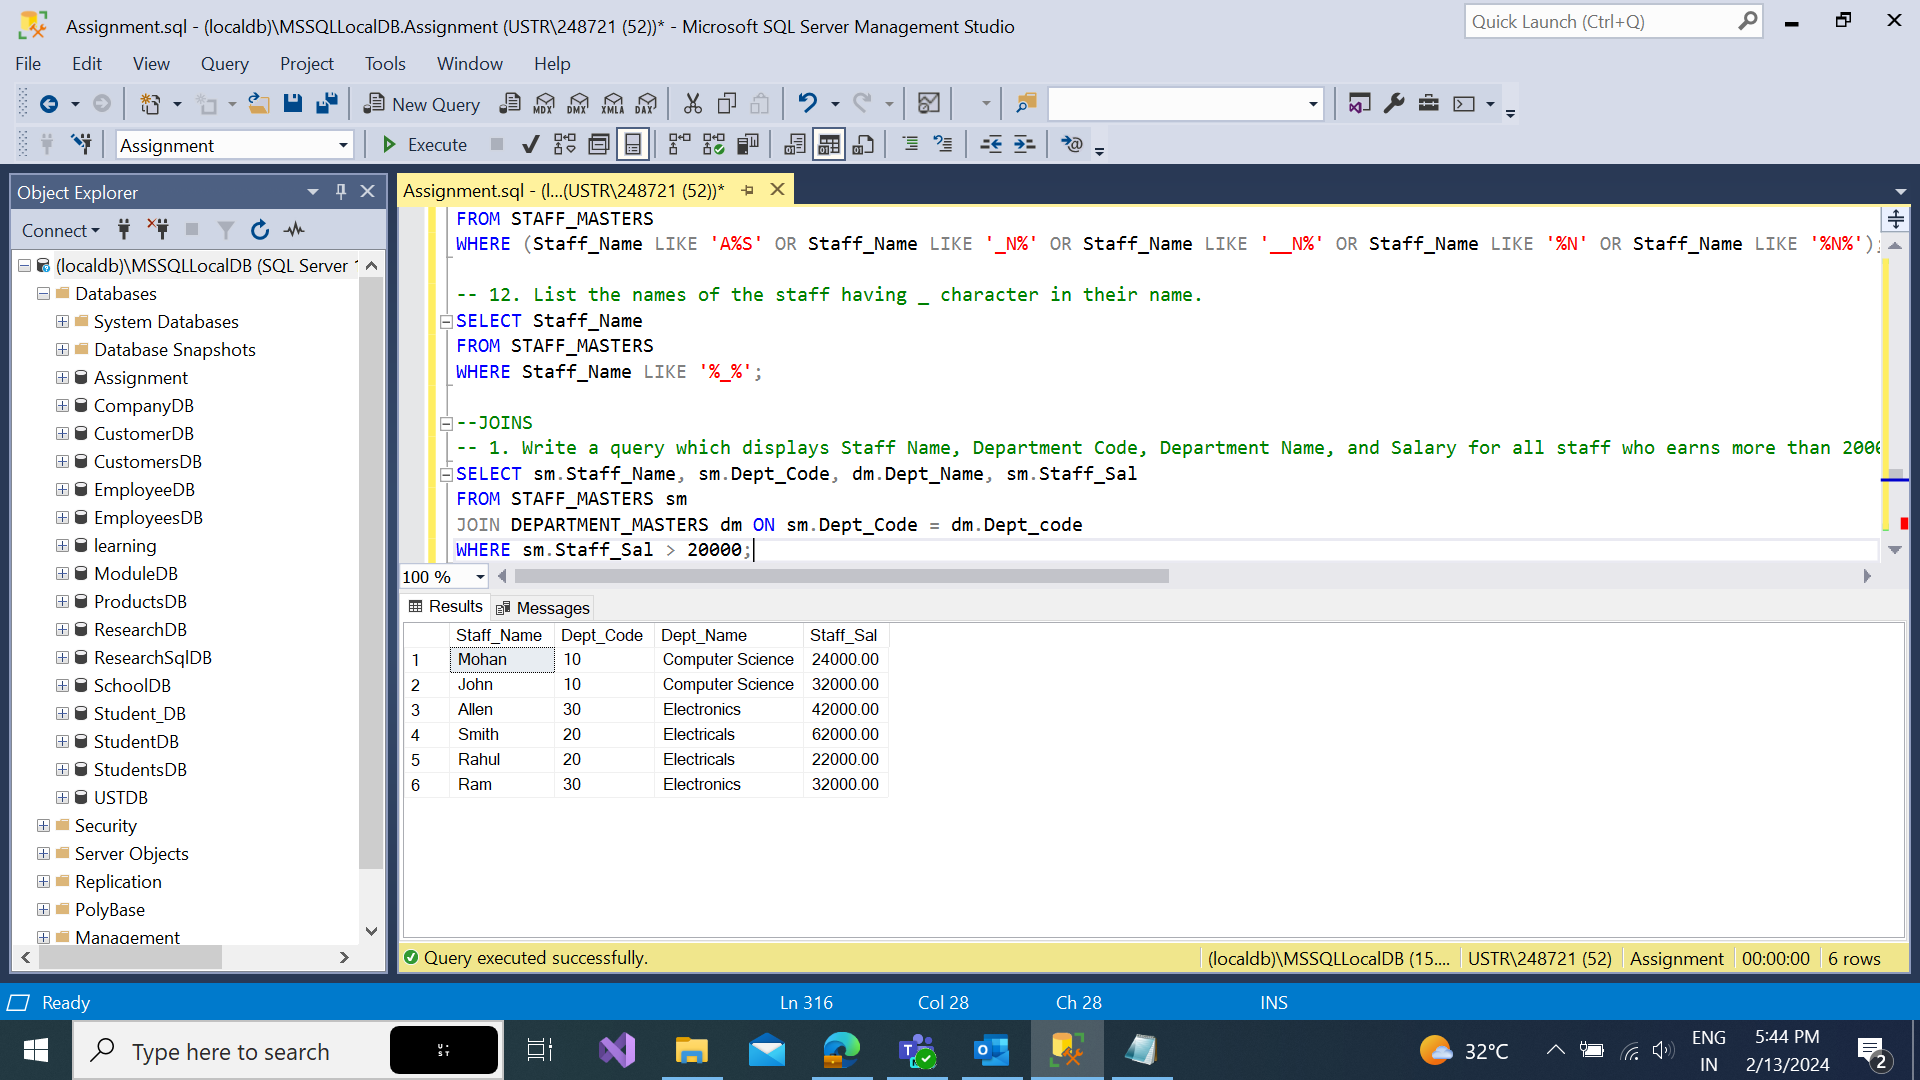 Assignment.sql - (localdb)\MSSQLLocalDB.Assignment (USTR\248721 (52))* - Microsoft SQL Server Management Studio
Quick Launch (Ctrl+Q)
File Edit View Query Project Tools Window Help
New Query MDX DMX XMLA DAX
Assignment Execute
Object Explorer
Connect
(localdb)\MSSQLLocalDB (SQL Server
Databases
System Databases
Database Snapshots
Assignment
CompanyDB
CustomerDB
CustomersDB
EmployeeDB
EmployeesDB
learning
ModuleDB
ProductsDB
ResearchDB
ResearchSqlDB
SchoolDB
Student_DB
StudentDB
StudentsDB
USTDB
Security
Server Objects
Replication
PolyBase
Management
Assignment.sql - (l...(USTR\248721 (52))*
FROM STAFF_MASTERS
WHERE (Staff_Name LIKE 'A%S' OR Staff_Name LIKE '_N%' OR Staff_Name LIKE '__N%' OR Staff_Name LIKE '%N' OR Staff_Name LIKE '%N%');
-- 12. List the names of the staff having _ character in their name.
SELECT Staff_Name
FROM STAFF_MASTERS
WHERE Staff_Name LIKE '%_%';
--JOINS
-- 1. Write a query which displays Staff Name, Department Code, Department Name, and Salary for all staff who earns more than 2000
SELECT sm.Staff_Name, sm.Dept_Code, dm.Dept_Name, sm.Staff_Sal
FROM STAFF_MASTERS sm
JOIN DEPARTMENT_MASTERS dm ON sm.Dept_Code = dm.Dept_code
WHERE sm.Staff_Sal > 20000;
100 %
Results Messages
Staff_Name Dept_Code Dept_Name Staff_Sal
1 Mohan 10 Computer Science 24000.00
2 John 10 Computer Science 32000.00
3 Allen 30 Electronics 42000.00
4 Smith 20 Electricals 62000.00
5 Rahul 20 Electricals 22000.00
6 Ram 30 Electronics 32000.00
Query executed successfully. (localdb)\MSSQLLocalDB (15.... USTR\248721 (52) Assignment 00:00:00 6 rows
Ready Ln 316 Col 28 Ch 28 INS
Type here to search
32°C
ENG
IN
5:44 PM
2/13/2024
2